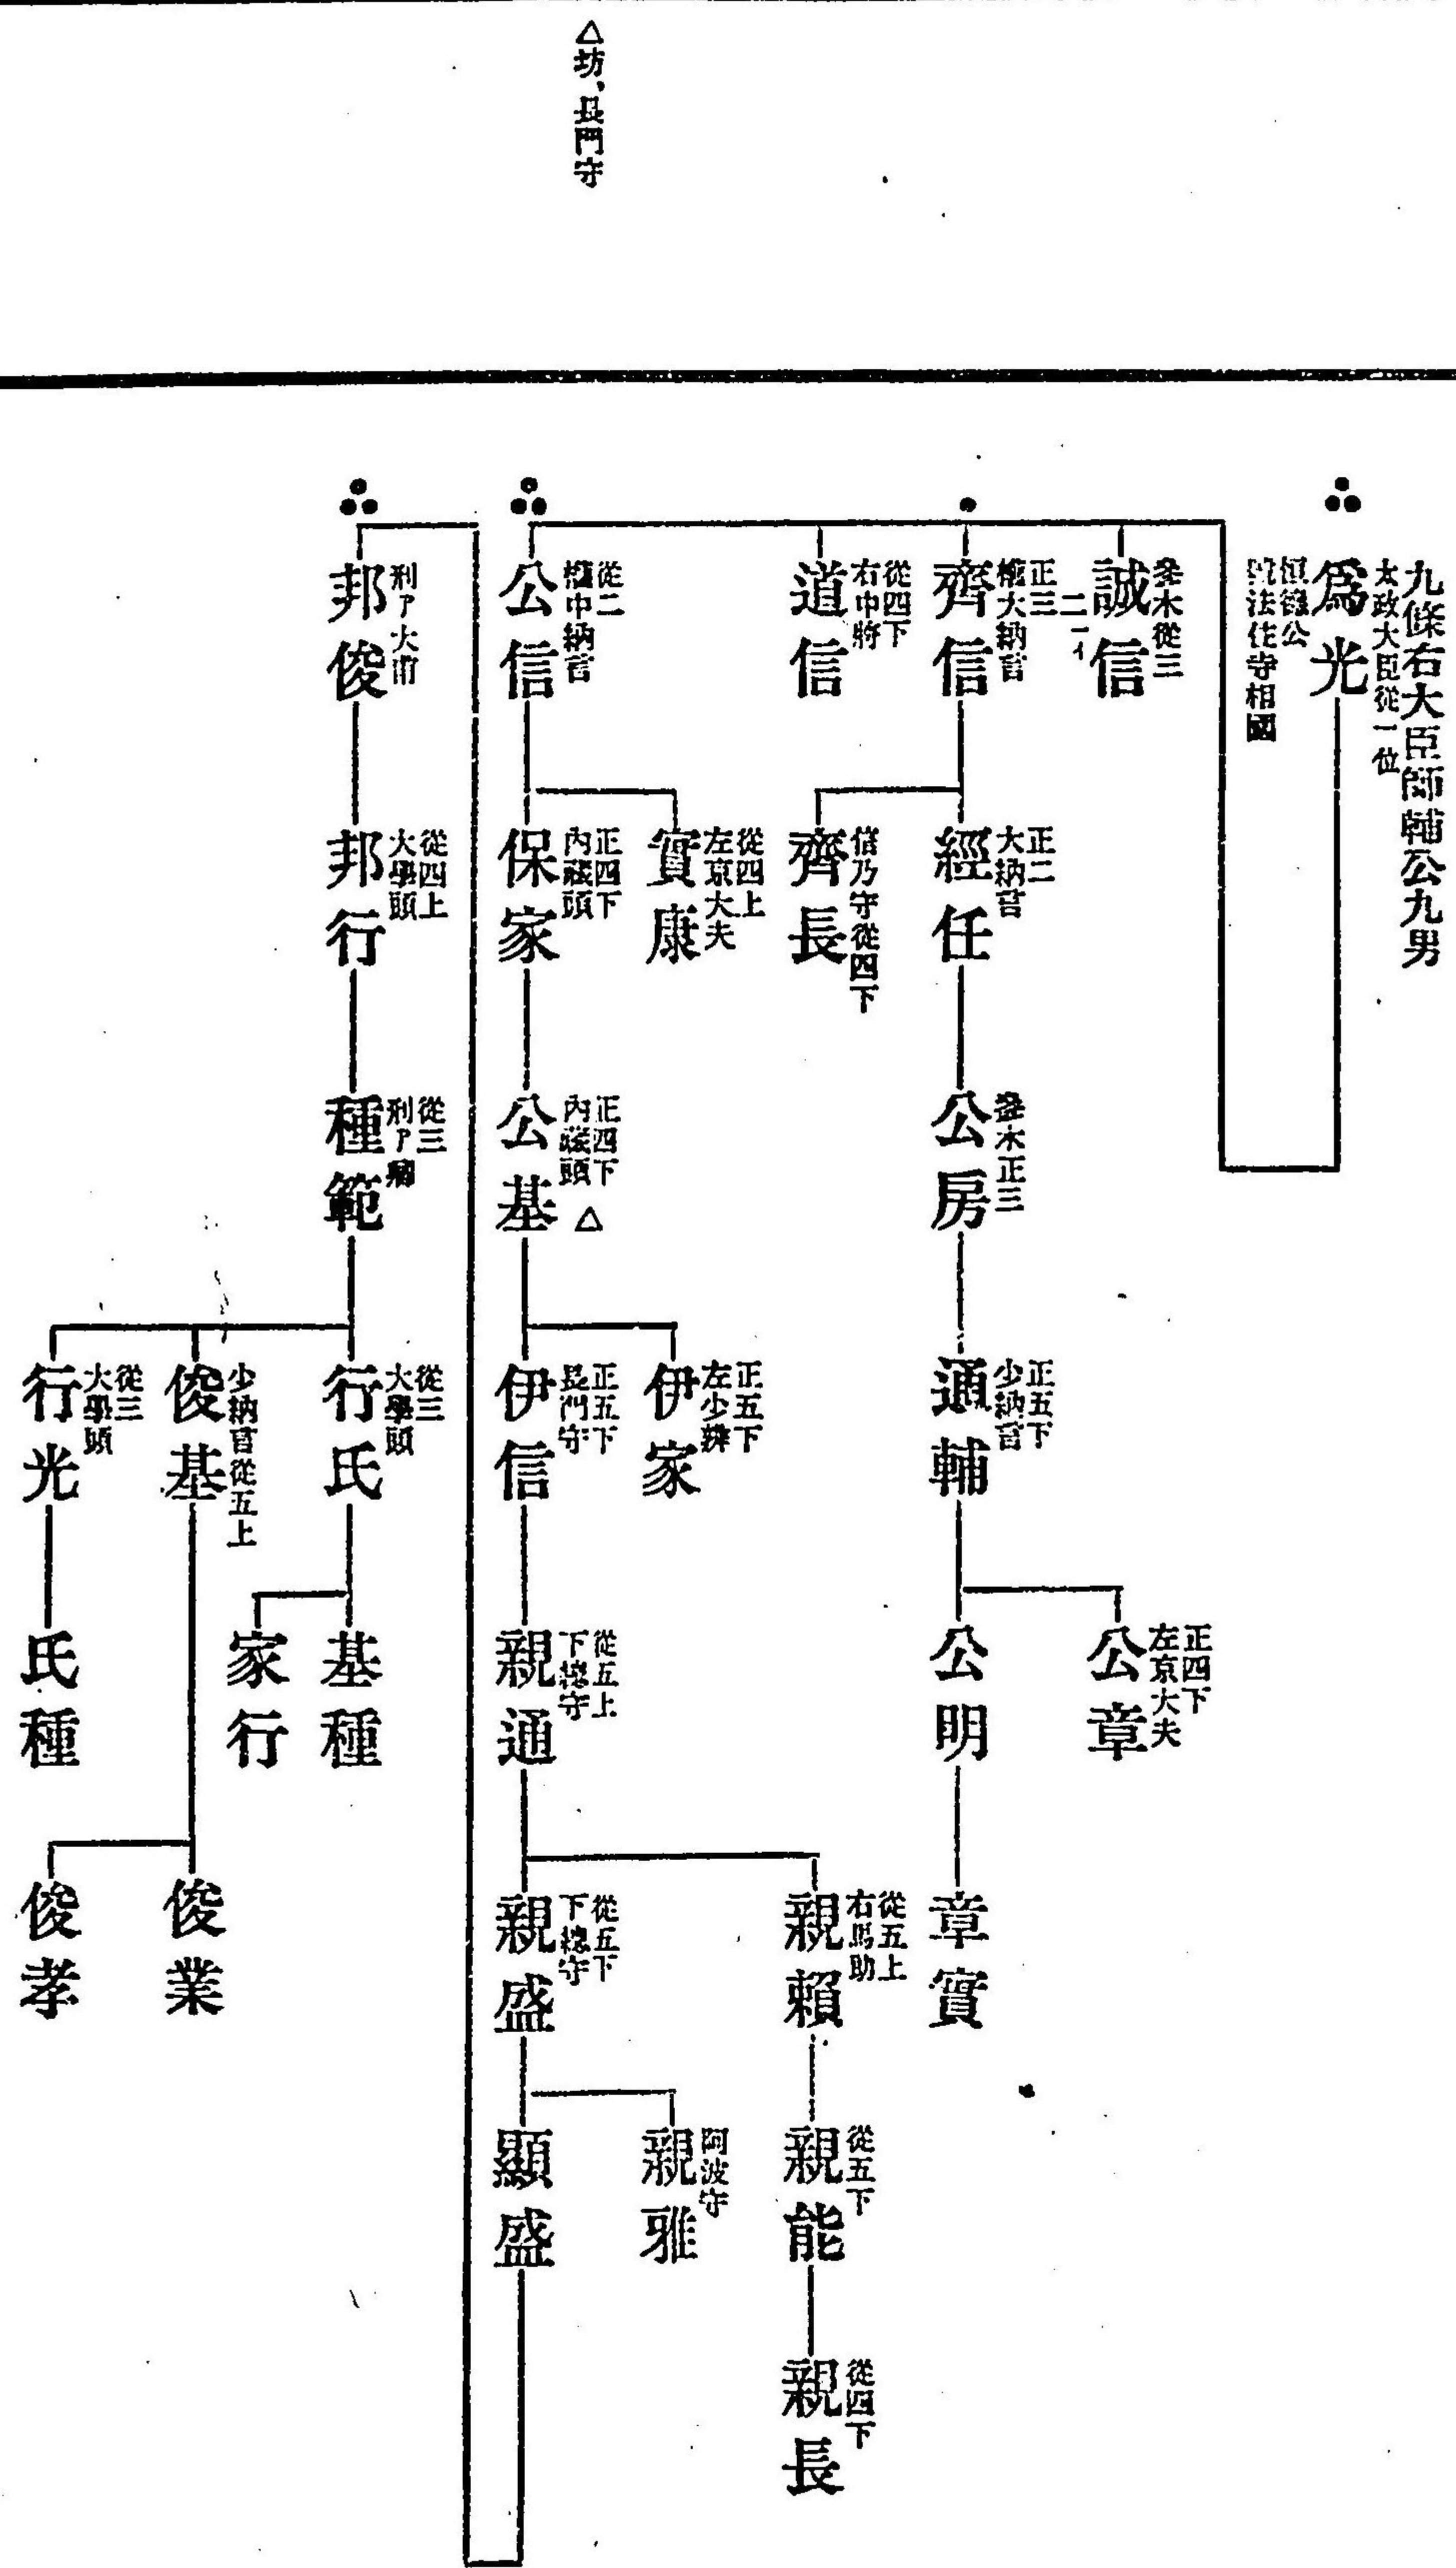 △坊、長門守
九條右大臣師輔公九男
太政大臣從一位
爲光
恒德公
號法住寺相國
參木從三
誠信
二イ
正三
權大納言
齊信
正二
大納言
經任
參木正三
公房
正五下
少納言
通輔
正四下
左京大夫
公章
公明
章實
信乃守從四下
齊長
從四下
右中將
道信
從二
權中納言
公信
從四上
左京大夫
實康
正四下
內藏頭
保家
正四下
內藏頭 △
公基
正五下
左少辨
伊家
正五下
長門守
伊信
從五上
下總守
親通
從五上
右馬助
親賴
從五下
親能
從四下
親長
從五下
下總守
親盛
阿波守
親雅
顯盛
刑ア大甫
邦俊
從四上
大學頭
邦行
從三
刑ア卿
種範
從三
大學頭
行氏
基種
家行
少納言從五上
俊基
俊業
俊孝
從三
大學頭
行光
氏種